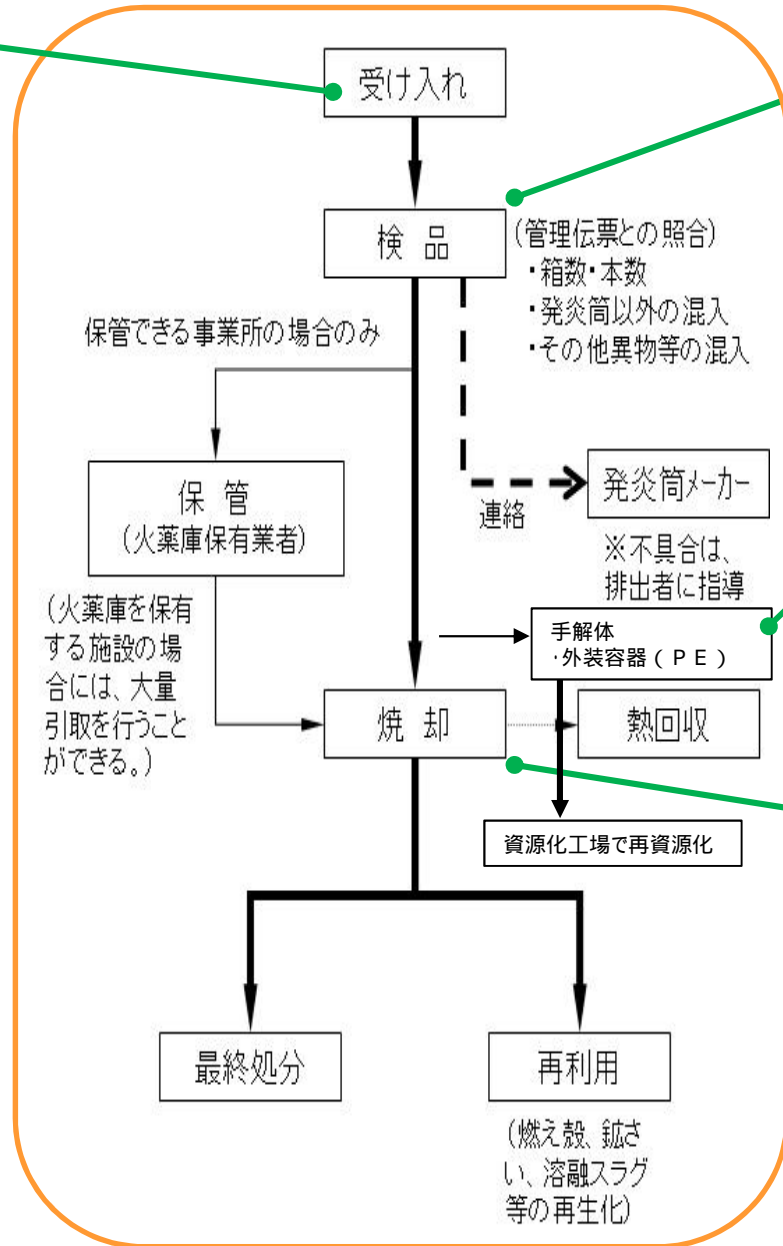 受け入れ
検 品
(管理伝票との照合)
・箱数・本数
・発炎筒以外の混入
・その他異物等の混入
保管できる事業所の場合のみ
保 管
(火薬庫保有業者)
連絡
発炎筒メーカー
※不具合は、
排出者に指導
(火薬庫を保有
する施設の場
合には、大量
引取を行うこと
ができる。)
手解体
・外装容器(PE)
焼 却
熱回収
資源化工場で再資源化
最終処分
再利用
(燃え殻、鉱さ
い、溶融スラグ
等の再生化)